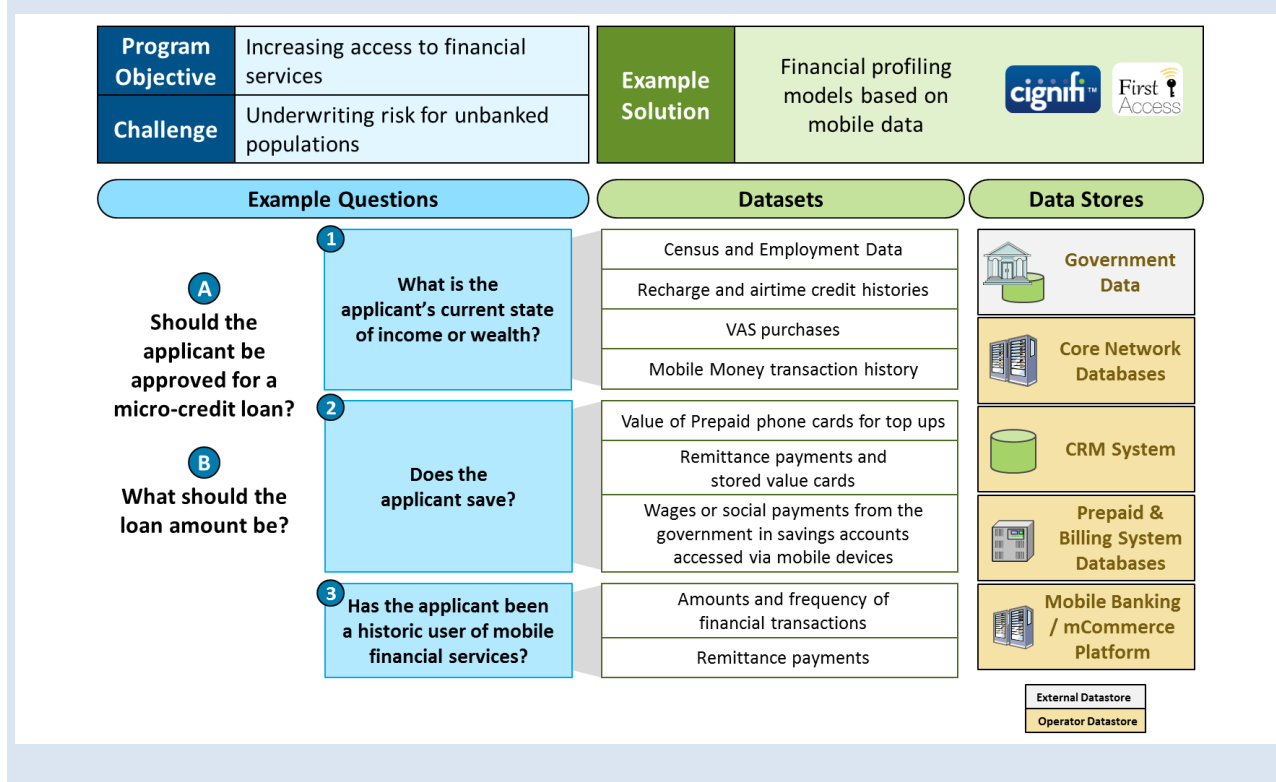 Program
Objective
Increasing access to financial
services
Challenge
Underwriting risk for unbanked
populations
Example
Solution
Financial profiling
models based on
mobile data
cignifi™
First
Access
Example Questions
Datasets
Data Stores
A
Should the
applicant be
approved for a
micro-credit loan?
B
What should the
loan amount be?
1
What is the
applicant’s current state
of income or wealth?
2
Does the
applicant save?
3
Has the applicant been
a historic user of mobile
financial services?
Census and Employment Data
Recharge and airtime credit histories
VAS purchases
Mobile Money transaction history
Value of Prepaid phone cards for top ups
Remittance payments and
stored value cards
Wages or social payments from the
government in savings accounts
accessed via mobile devices
Amounts and frequency of
financial transactions
Remittance payments
Government
Data
Core Network
Databases
CRM System
Prepaid &
Billing System
Databases
Mobile Banking
/ mCommerce
Platform
External Datastore
Operator Datastore